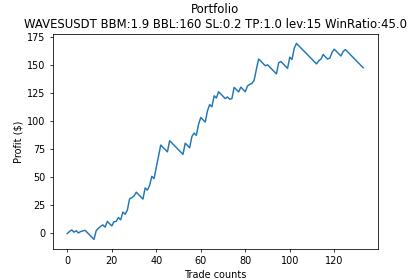 Portfolio
WAVESUSDT BBM:1.9 BBL:160 SL:0.2 TP:1.0 lev:15 WinRatio:45.0
175
150
125
100
75
50
25
0
Profit ($)
0 20 40 60 80 100 120
Trade counts